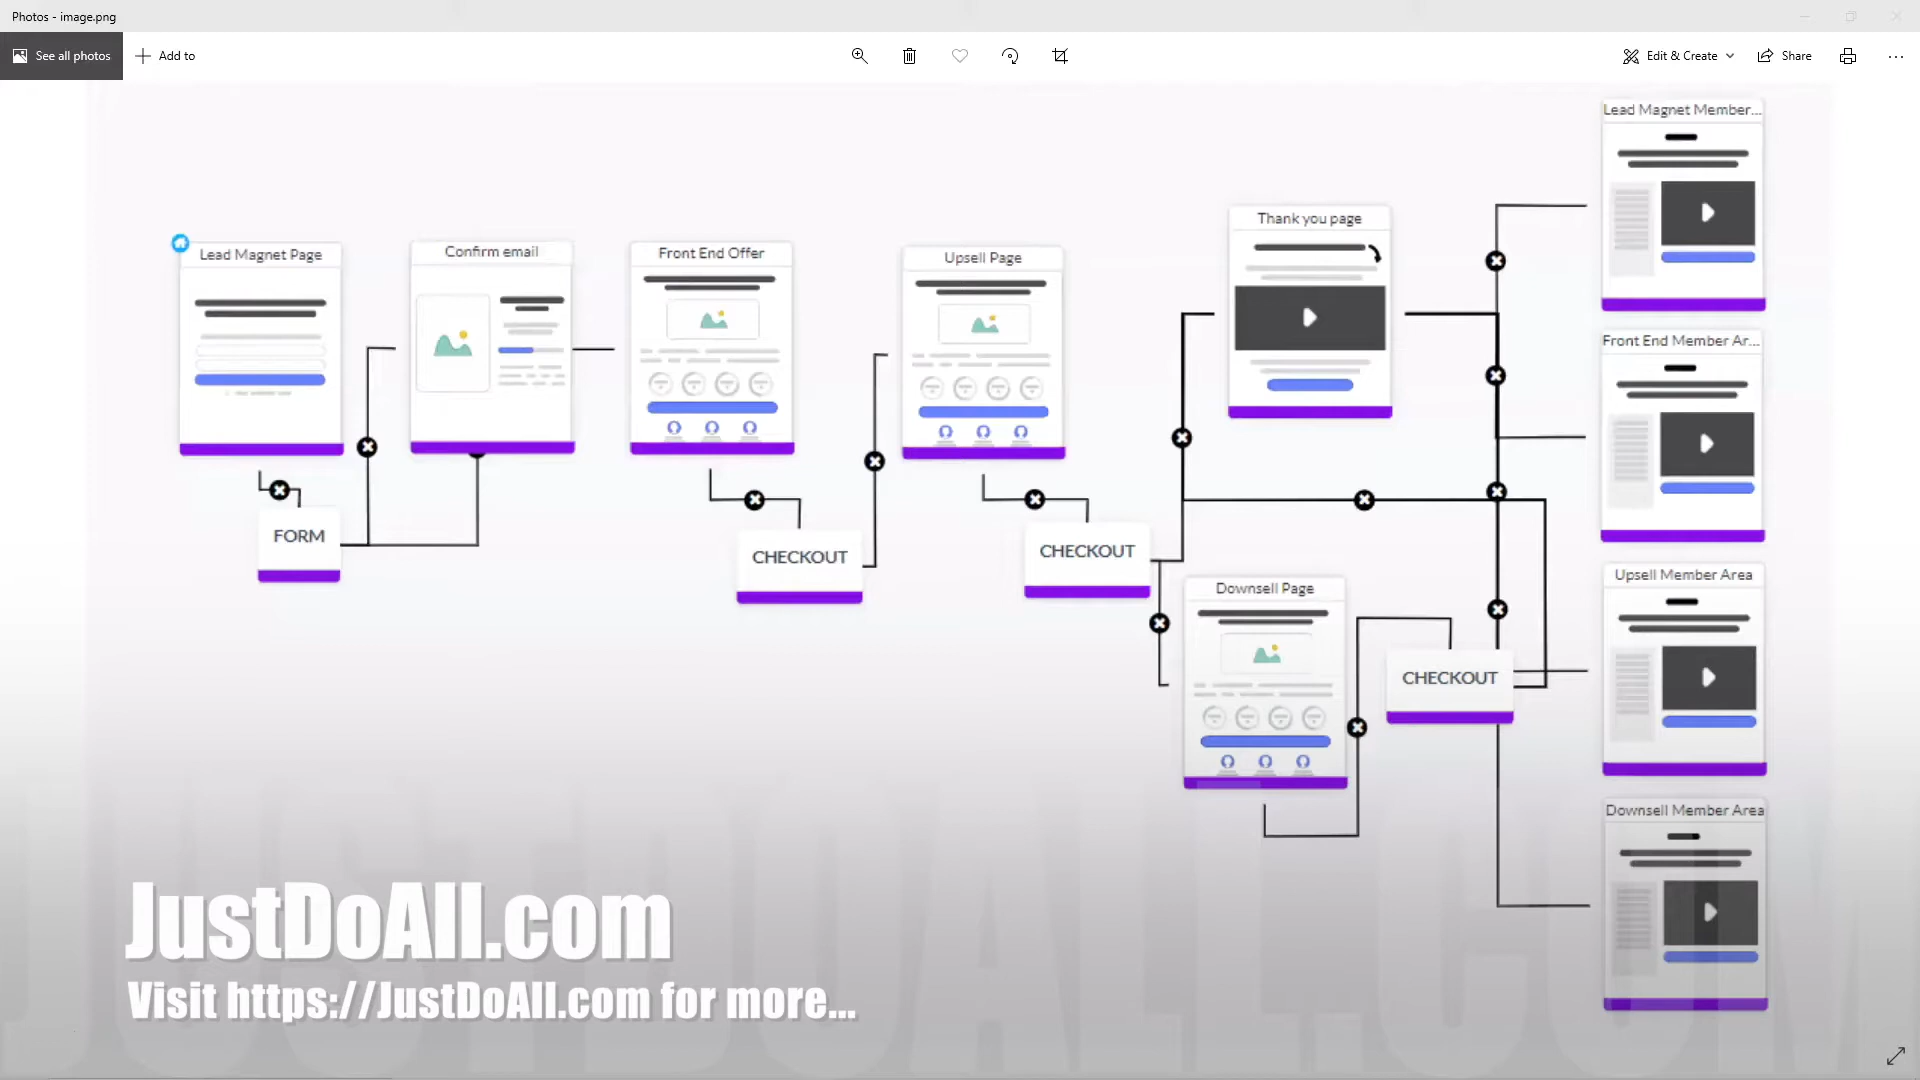 Photos - image.png
See all photos
Add to
Edit & Create
Share
Lead Magnet Member...
Thank you page
Lead Magnet Page
Confirm email
Front End Offer
Upsell Page
Front End Member Ar...
FORM
CHECKOUT
CHECKOUT
Downsell Page
Upsell Member Area
CHECKOUT
Downsell Member Area
JustDoAll.com
Visit https://JustDoAll.com for more...
JUSTDOALL.COM